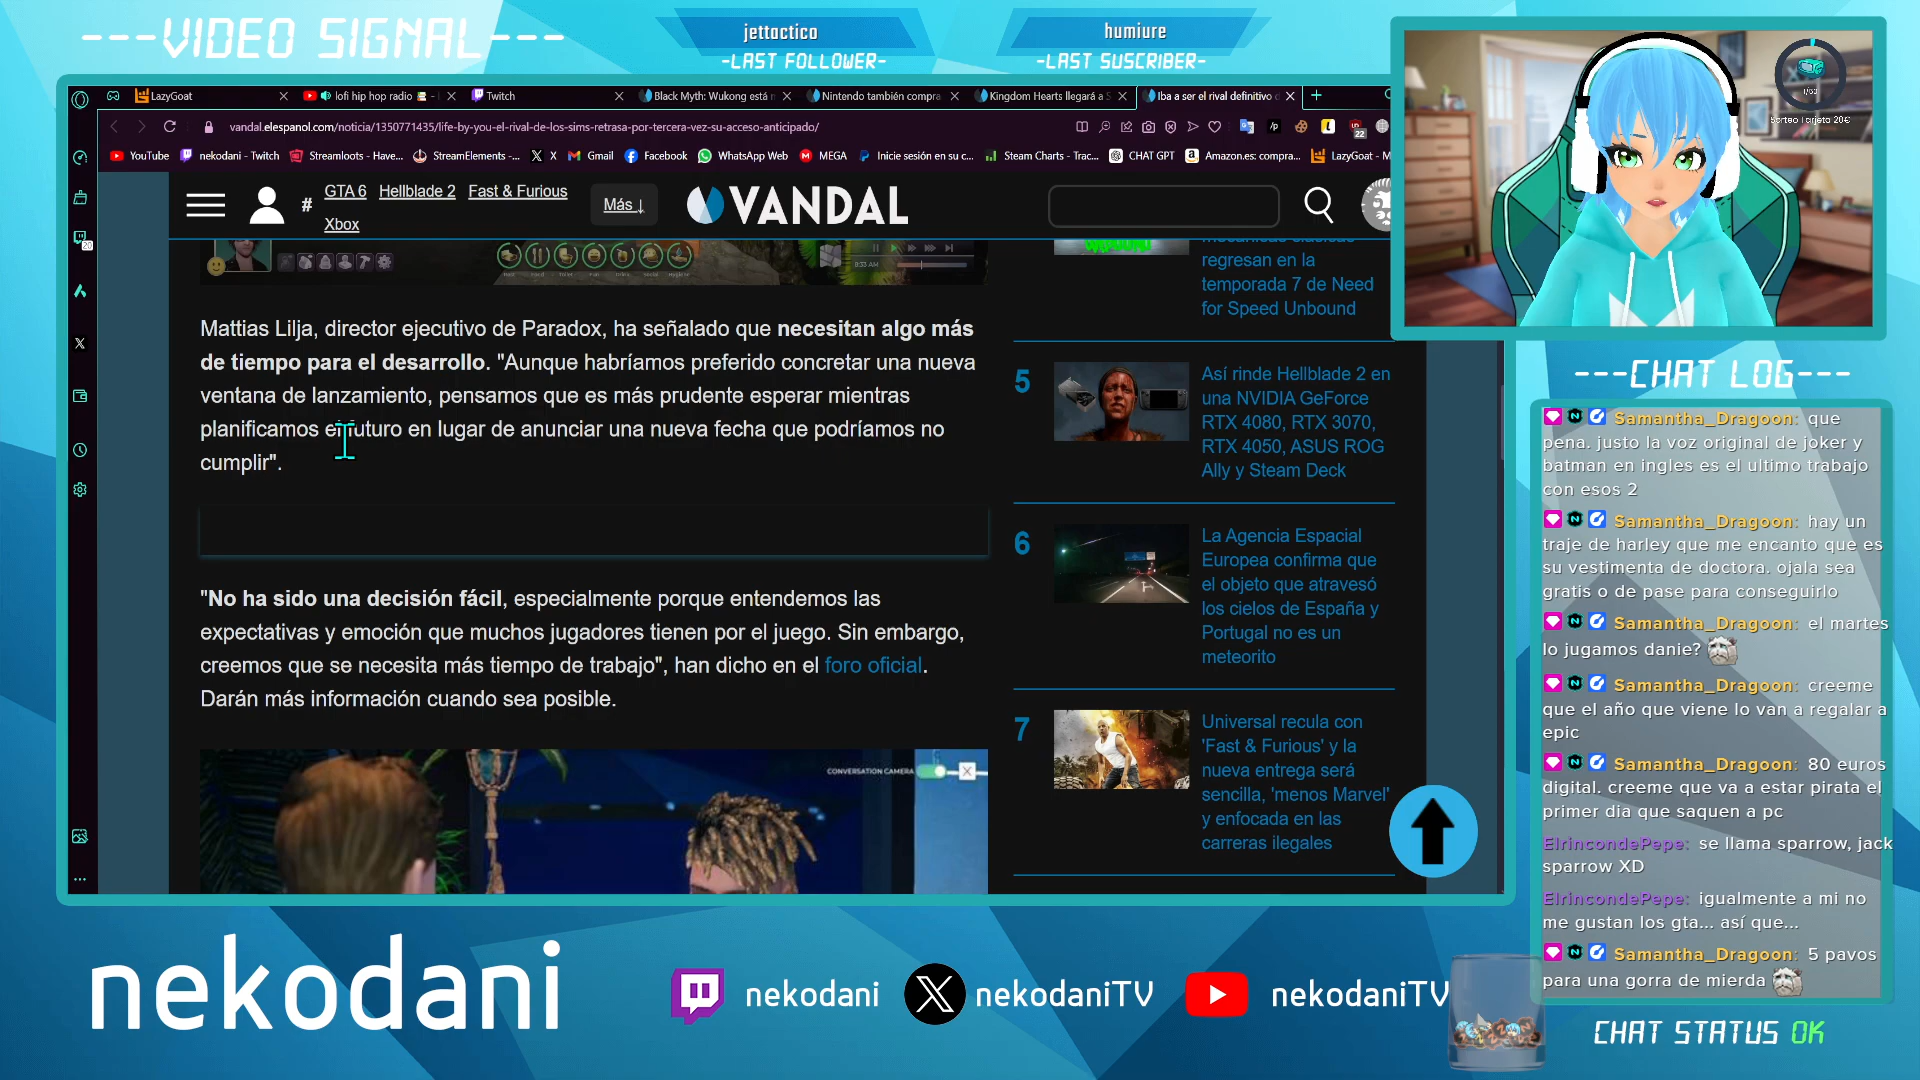 ---VIDEO SIGNAL---
jettactico
-LAST FOLLOWER-
humiure
-LAST SUSCRIBER-
1/50
Sorteo Tarjeta 20€
LazyGoat
lofi hip hop radio
Twitch
Black Myth: Wukong está
Nintendo también compra
Kingdom Hearts llegará a S
Iba a ser el rival definitivo d
vandal.elespanol.com/noticia/1350771435/life-by-you-el-rival-de-los-sims-retrasa-por-tercera-vez-su-acceso-anticipado/
22
YouTube
nekodani - Twitch
Streamloots - Have...
StreamElements -...
X
Gmail
Facebook
WhatsApp Web
MEGA
Inicie sesión en su c...
Steam Charts - Trac...
CHAT GPT
Amazon.es: compra...
LazyGoat - M
20
# GTA 6 Hellblade 2 Fast & Furious
Xbox
Más ↓
VANDAL
8:33 AM
Mattias Lilja, director ejecutivo de Paradox, ha señalado que necesitan algo más
de tiempo para el desarrollo. "Aunque habríamos preferido concretar una nueva
ventana de lanzamiento, pensamos que es más prudente esperar mientras
planificamos el futuro en lugar de anunciar una nueva fecha que podríamos no
cumplir".
"No ha sido una decisión fácil, especialmente porque entendemos las
expectativas y emoción que muchos jugadores tienen por el juego. Sin embargo,
creemos que se necesita más tiempo de trabajo", han dicho en el foro oficial.
Darán más información cuando sea posible.
CONVERSATION CAMERA
mecánicas clásicas
regresan en la
temporada 7 de Need
for Speed Unbound
5
Así rinde Hellblade 2 en
una NVIDIA GeForce
RTX 4080, RTX 3070,
RTX 4050, ASUS ROG
Ally y Steam Deck
6
La Agencia Espacial
Europea confirma que
el objeto que atravesó
los cielos de España y
Portugal no es un
meteorito
7
Universal recula con
'Fast & Furious' y la
nueva entrega será
sencilla, 'menos Marvel'
y enfocada en las
carreras ilegales
---CHAT LOG---
Samantha_Dragoon: que
pena. justo la voz original de joker y
batman en ingles es el ultimo trabajo
con esos 2
Samantha_Dragoon: hay un
traje de harley que me encanto que es
su vestimenta de doctora. ojala sea
gratis o de pase para conseguirlo
Samantha_Dragoon: el martes
lo jugamos danie?
Samantha_Dragoon: creeme
que el año que viene lo van a regalar a
epic
Samantha_Dragoon: 80 euros
digital. creeme que va a estar pirata el
primer dia que saquen a pc
ElrincondePepe: se llama sparrow, jack
sparrow XD
ElrincondePepe: igualmente a mi no
me gustan los gta... así que...
Samantha_Dragoon: 5 pavos
para una gorra de mierda
CHAT STATUS OK
nekodani
nekodani
nekodaniTV
nekodaniTV